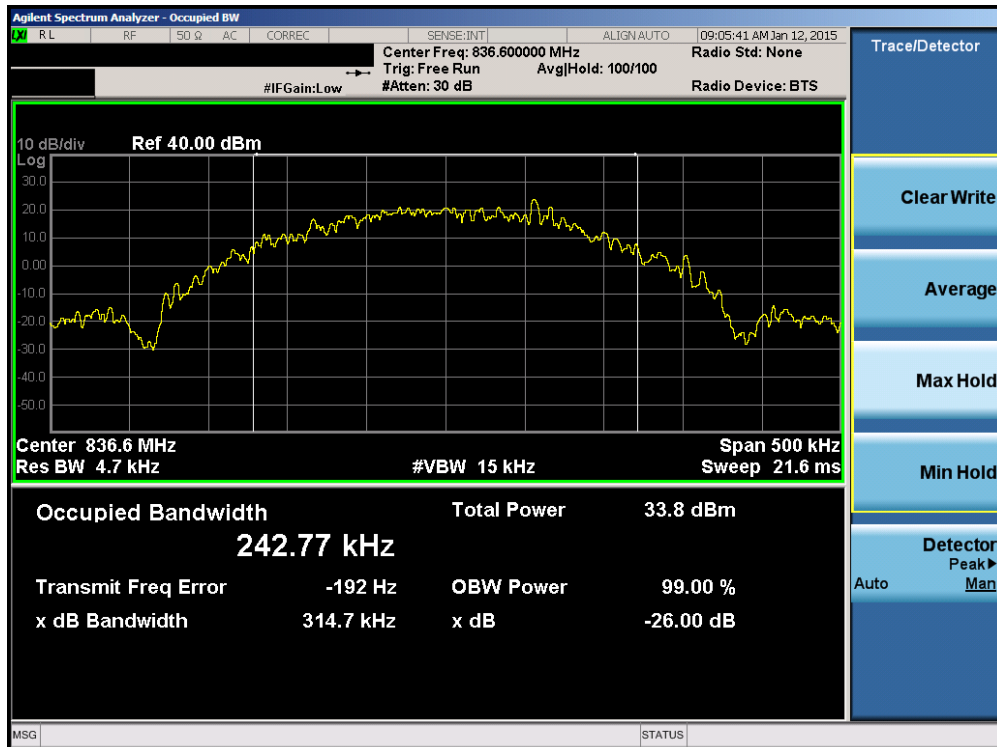 Agilent Spectrum Analyzer - Occupied BW
LXI RL RF 50 Ω AC CORREC SENSE:INT ALIGN AUTO 09:05:41 AM Jan 12, 2015
Center Freq: 836.600000 MHz Radio Std: None
Trig: Free Run Avg|Hold: 100/100
#IFGain:Low #Atten: 30 dB Radio Device: BTS
10 dB/div Ref 40.00 dBm
Log
30.0
20.0
10.0
0.00
-10.0
-20.0
-30.0
-40.0
-50.0
Center 836.6 MHz Span 500 kHz
Res BW 4.7 kHz #VBW 15 kHz Sweep 21.6 ms
Occupied Bandwidth Total Power 33.8 dBm
242.77 kHz
Transmit Freq Error -192 Hz OBW Power 99.00 %
x dB Bandwidth 314.7 kHz x dB -26.00 dB
MSG STATUS
Trace/Detector
Clear Write
Average
Max Hold
Min Hold
Detector
Peak▶
Auto Man